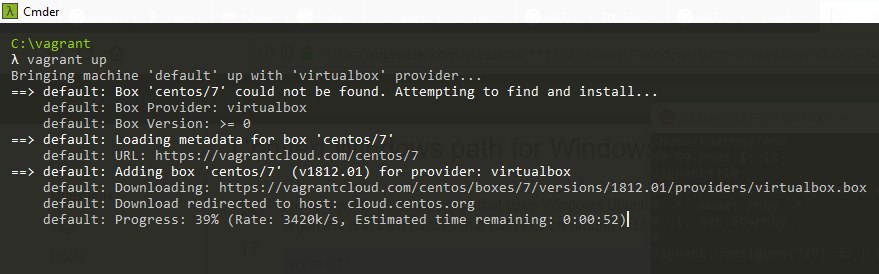 Cmder
C:\vagrant
λ vagrant up
Bringing machine 'default' up with 'virtualbox' provider...
==> default: Box 'centos/7' could not be found. Attempting to find and install...
default: Box Provider: virtualbox
default: Box Version: >= 0
==> default: Loading metadata for box 'centos/7'
default: URL: https://vagrantcloud.com/centos/7
==> default: Adding box 'centos/7' (v1812.01) for provider: virtualbox
default: Downloading: https://vagrantcloud.com/centos/boxes/7/versions/1812.01/providers/virtualbox.box
default: Download redirected to host: cloud.centos.org
default: Progress: 39% (Rate: 3420k/s, Estimated time remaining: 0:00:52)